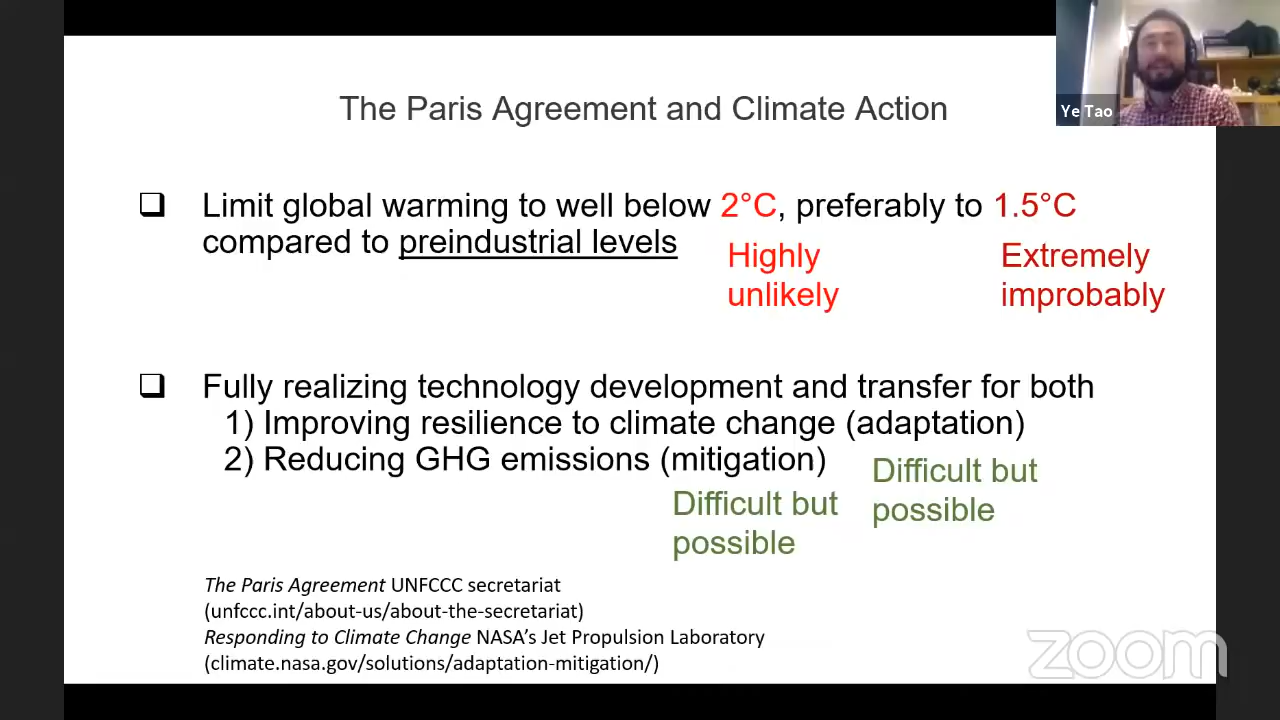 The Paris Agreement and Climate Action
Ye Tao
Limit global warming to well below 2°C, preferably to 1.5°C
compared to preindustrial levels
Highly
unlikely
Extremely
improbably
Fully realizing technology development and transfer for both
1) Improving resilience to climate change (adaptation)
2) Reducing GHG emissions (mitigation)
Difficult but
possible
Difficult but
possible
The Paris Agreement UNFCCC secretariat
(unfccc.int/about-us/about-the-secretariat)
Responding to Climate Change NASA's Jet Propulsion Laboratory
(climate.nasa.gov/solutions/adaptation-mitigation/)
zoom